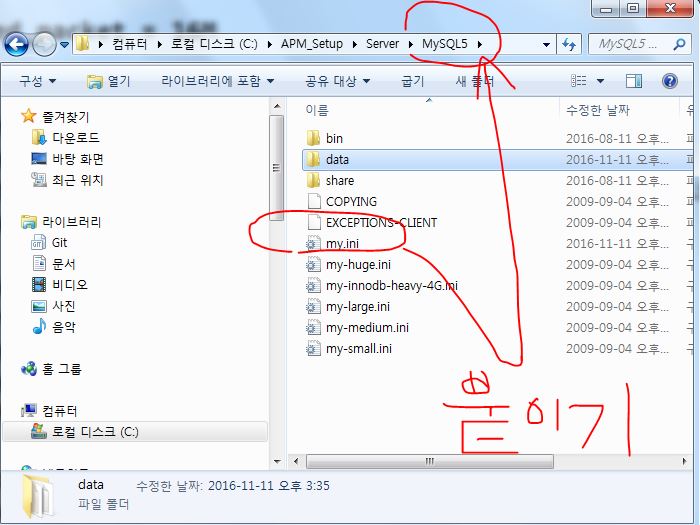 컴퓨터 로컬 디스크 (C:) APM_Setup Server MySQL5 MySQL5 ...
구성 열기 라이브러리에 포함 공유 대상 굽기 새 폴더
이름 수정한 날짜
즐겨찾기
다운로드
바탕 화면
최근 위치
라이브러리
Git
문서
비디오
사진
음악
홈 그룹
컴퓨터
로컬 디스크 (C:)
bin 2016-08-11 오후...
data 2016-11-11 오후...
share 2016-08-11 오후...
COPYING 2009-09-04 오후...
EXCEPTIONS-CLIENT 2009-09-04 오후...
my.ini 2016-11-11 오후...
my-huge.ini 2009-09-04 오후...
my-innodb-heavy-4G.ini 2009-09-04 오후...
my-large.ini 2009-09-04 오후...
my-medium.ini 2009-09-04 오후...
my-small.ini 2009-09-04 오후...
붙이기
data 수정한 날짜: 2016-11-11 오후 3:35
파일 폴더